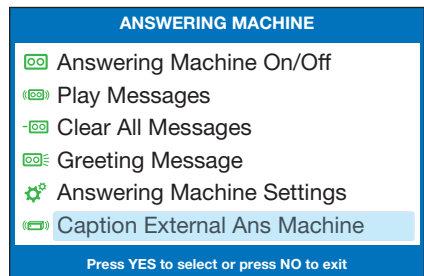 ANSWERING MACHINE
Answering Machine On/Off
Play Messages
Clear All Messages
Greeting Message
Answering Machine Settings
Caption External Ans Machine
Press YES to select or press NO to exit